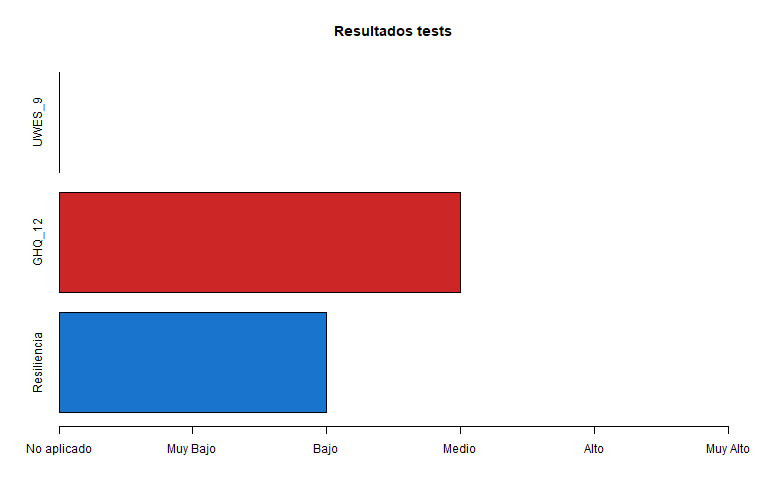 Resultados tests
UWES_9
GHQ_12
Resiliencia
No aplicado
Muy Bajo
Bajo
Medio
Alto
Muy Alto